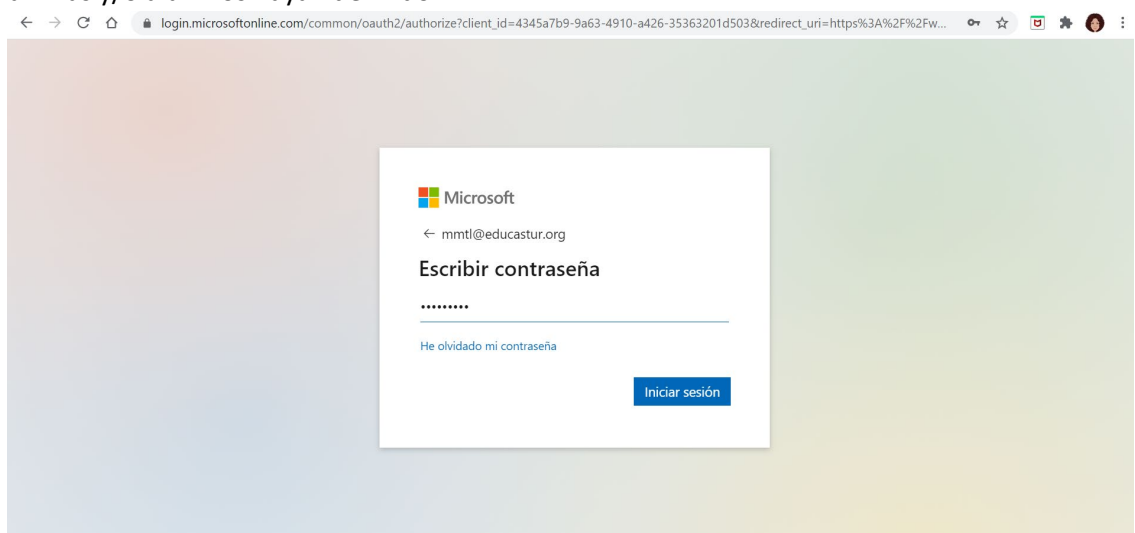 login.microsoftonline.com/common/oauth2/authorize?client_id=4345a7b9-9a63-4910-a426-35363201d503&redirect_uri=https%3A%2F%2Fw...
Microsoft
← mmtl@educastur.org
Escribir contraseña
•••••••••
He olvidado mi contraseña
Iniciar sesión